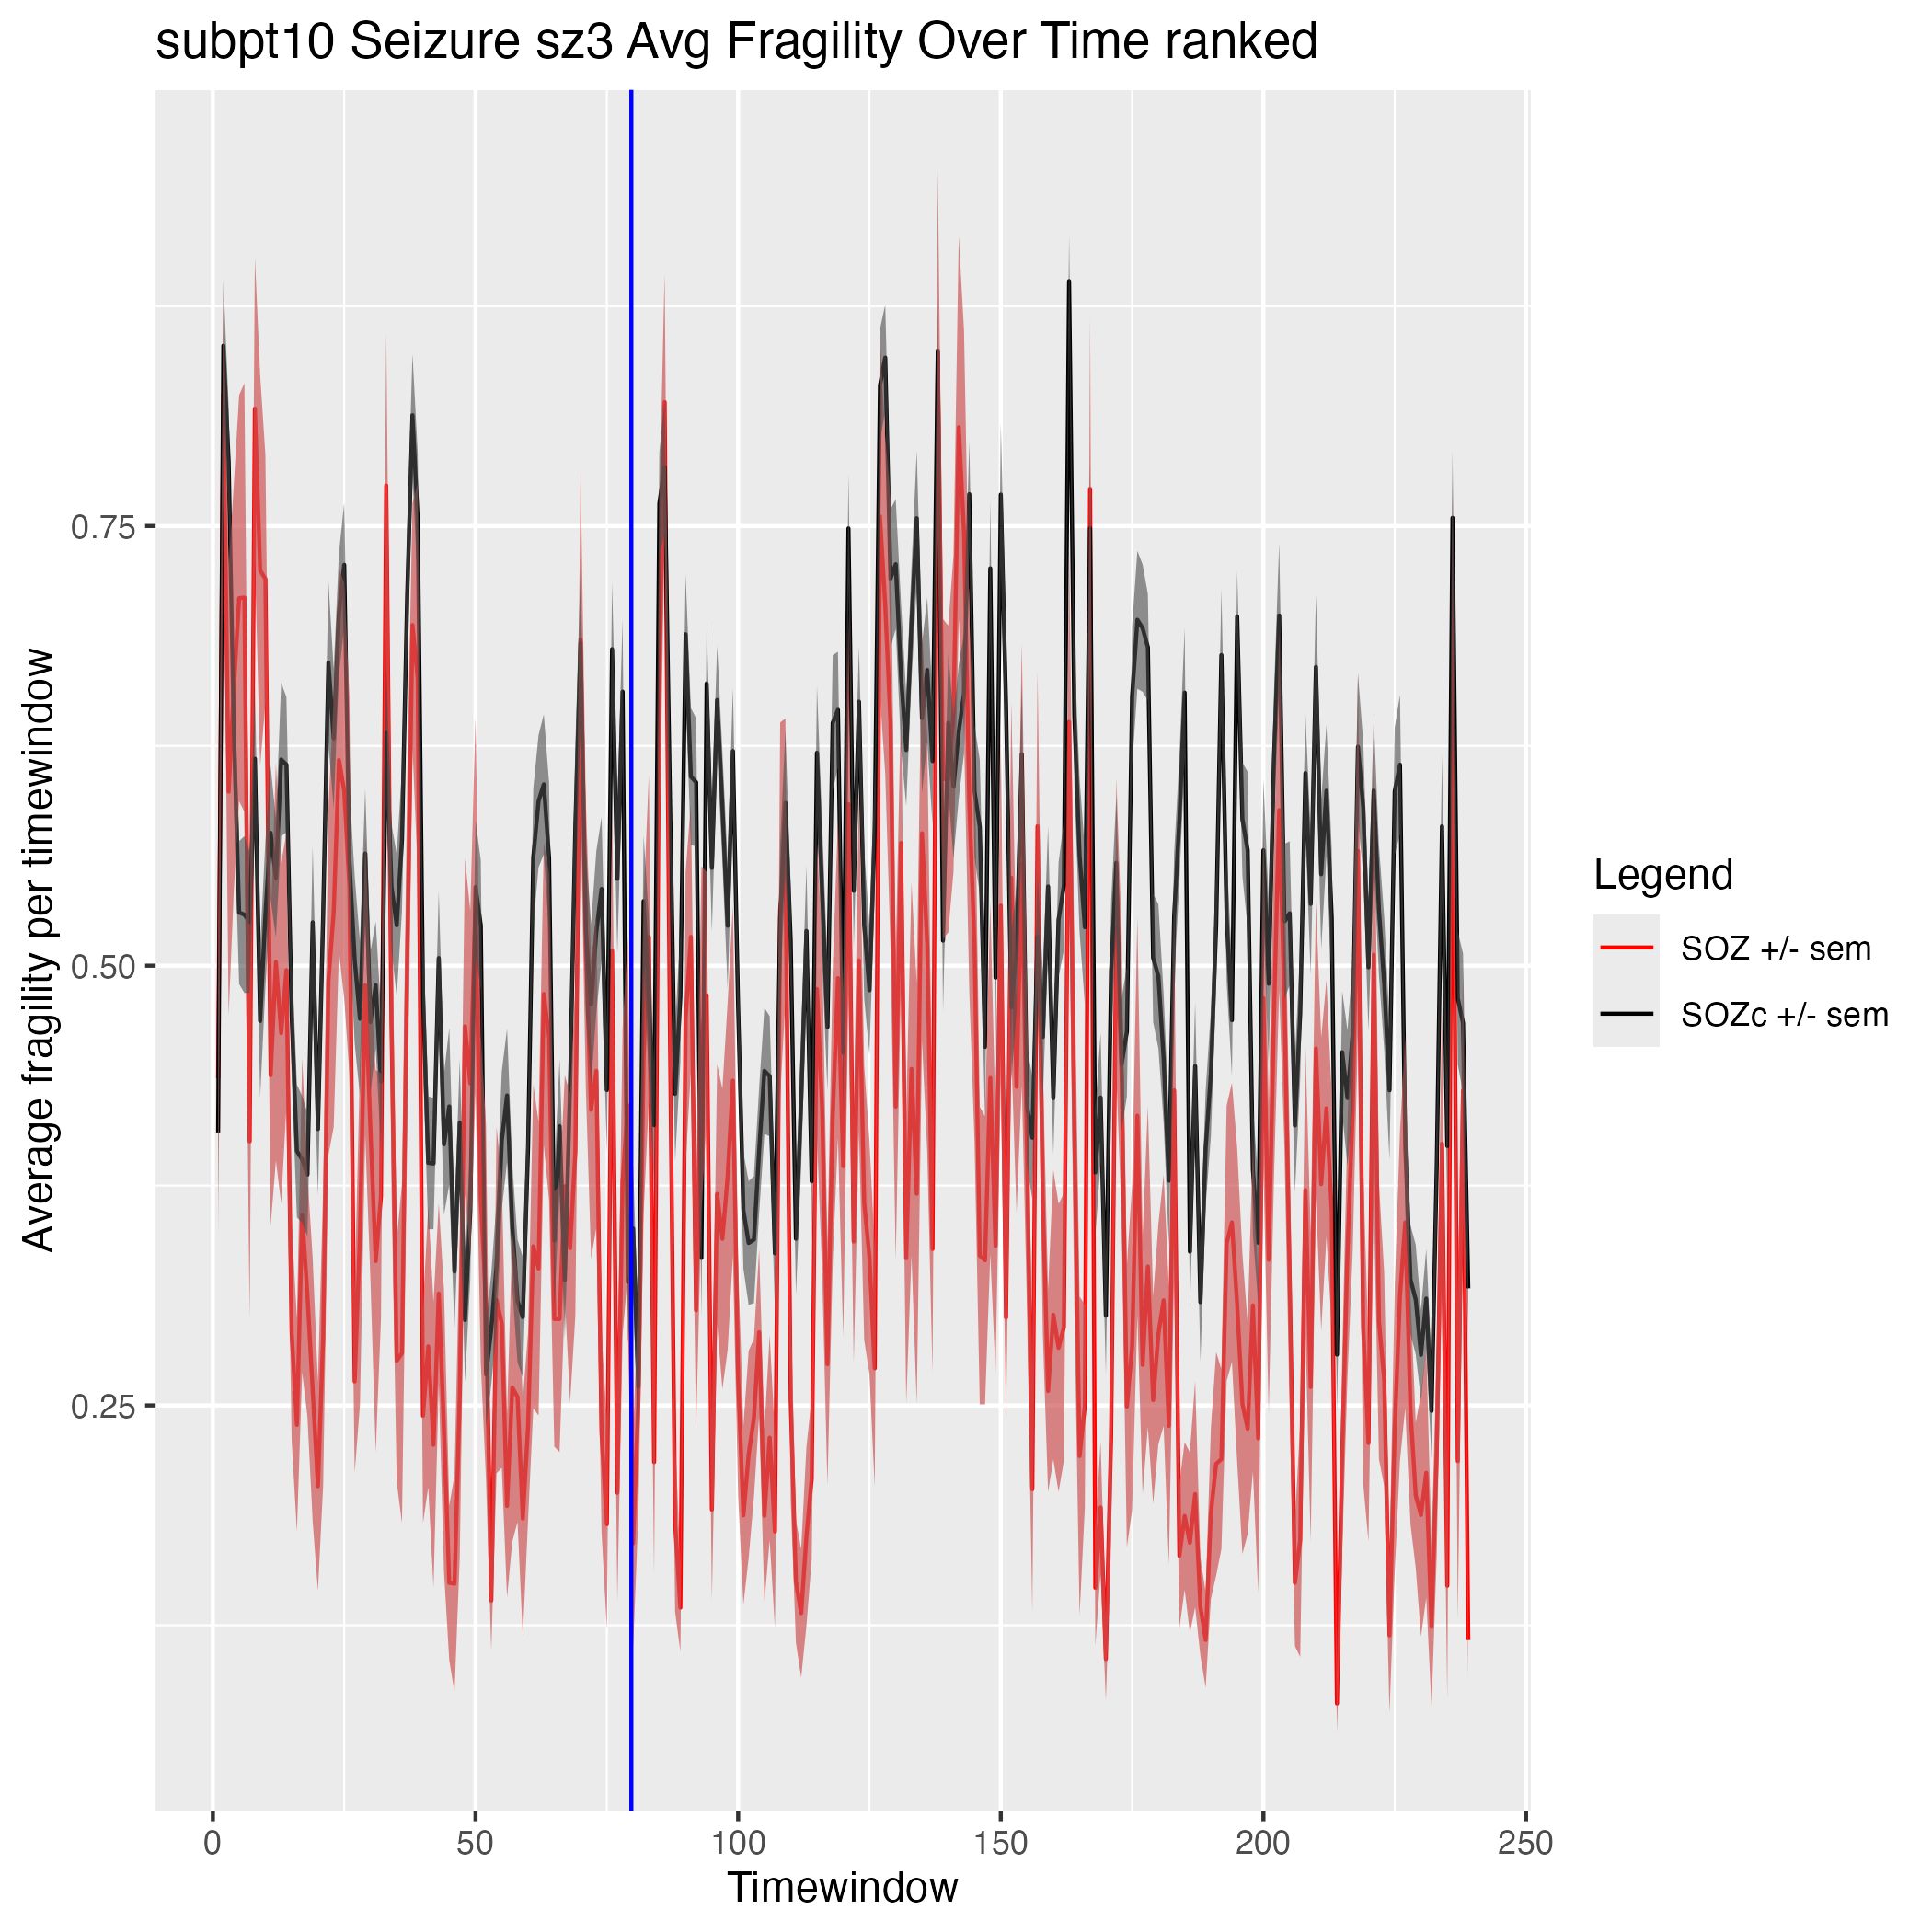 subpt10 Seizure sz3 Avg Fragility Over Time ranked
Average fragility per timewindow
0.75
0.50
0.25
0 50 100 150 200 250
Timewindow
Legend
SOZ +/- sem
SOZc +/- sem